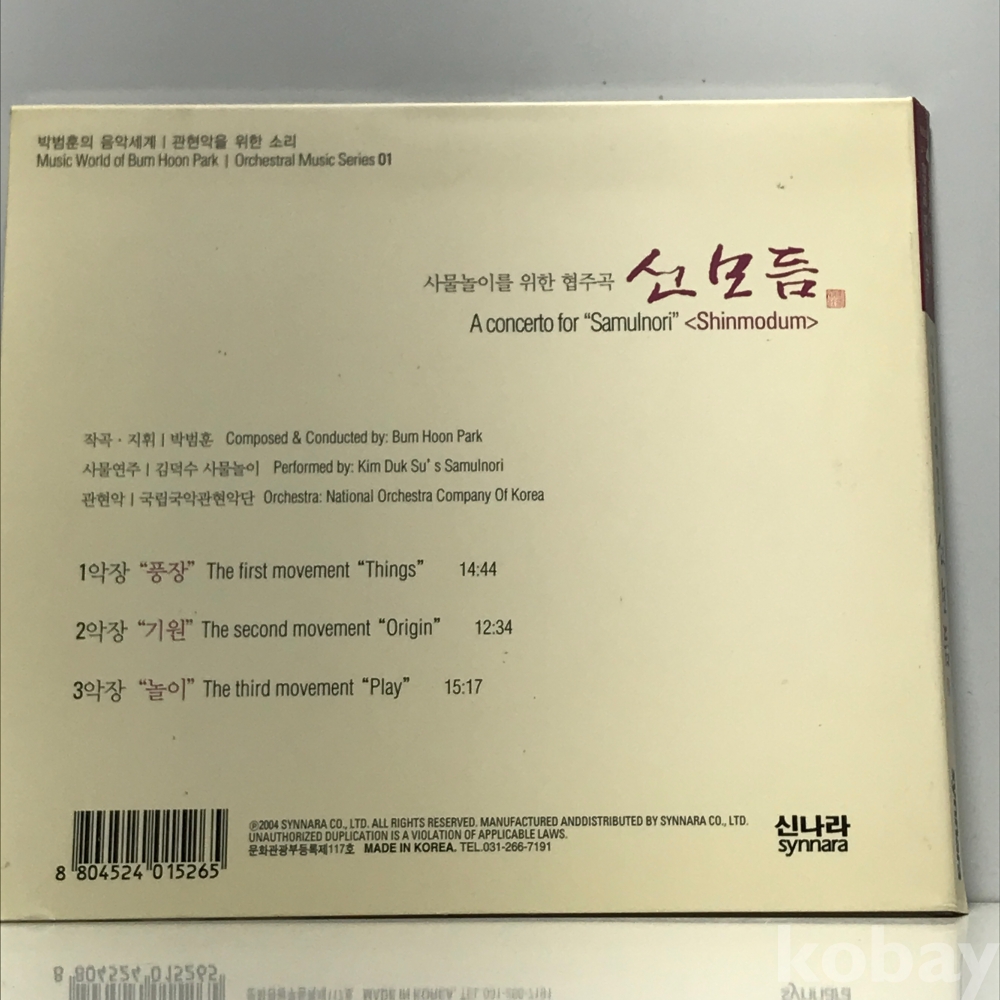 박범훈의 음악세계 | 관현악을 위한 소리
Music World of Bum Hoon Park | Orchestral Music Series 01
사물놀이를 위한 협주곡 신모듬
A concerto for “Samulnori” <Shinmodum>
작곡 · 지휘 | 박범훈 Composed & Conducted by: Bum Hoon Park
사물연주 | 김덕수 사물놀이 Performed by: Kim Duk Su's Samulnori
관현악 | 국립국악관현악단 Orchestra: National Orchestra Company Of Korea
1악장 “풍장” The first movement “Things” 14:44
2악장 “기원” The second movement “Origin” 12:34
3악장 “놀이” The third movement “Play” 15:17
8 804524 015265
℗2004 SYNNARA CO., LTD. ALL RIGHTS RESERVED. MANUFACTURED ANDDISTRIBUTED BY SYNNARA CO., LTD.
UNAUTHORIZED DUPLICATION IS A VIOLATION OF APPLICABLE LAWS.
문화관광부등록제117호 MADE IN KOREA. TEL.031-266-7191
신나라
synnara
kobay